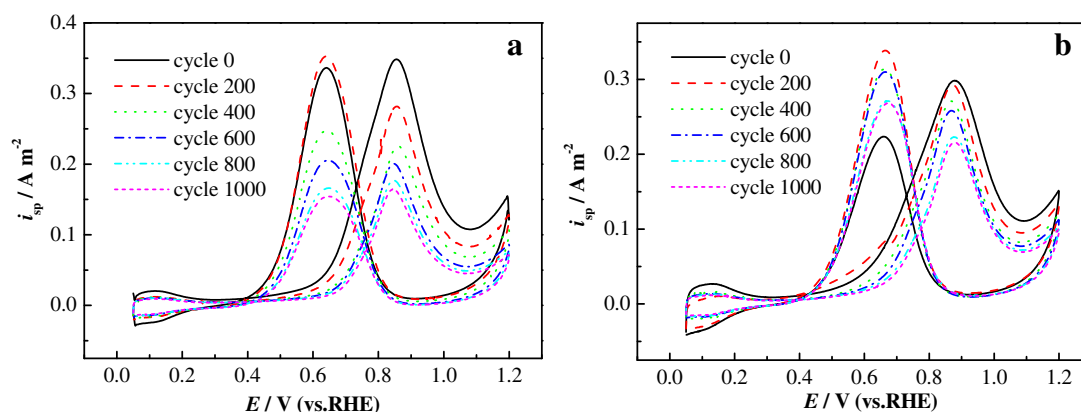 a
cycle 0
cycle 200
cycle 400
cycle 600
cycle 800
cycle 1000
i_sp / A m^-2
0.4
0.3
0.2
0.1
0.0
0.0 0.2 0.4 0.6 0.8 1.0 1.2
E / V (vs.RHE)
b
cycle 0
cycle 200
cycle 400
cycle 600
cycle 800
cycle 1000
i_sp / A m^-2
0.3
0.2
0.1
0.0
0.0 0.2 0.4 0.6 0.8 1.0 1.2
E / V (vs.RHE)